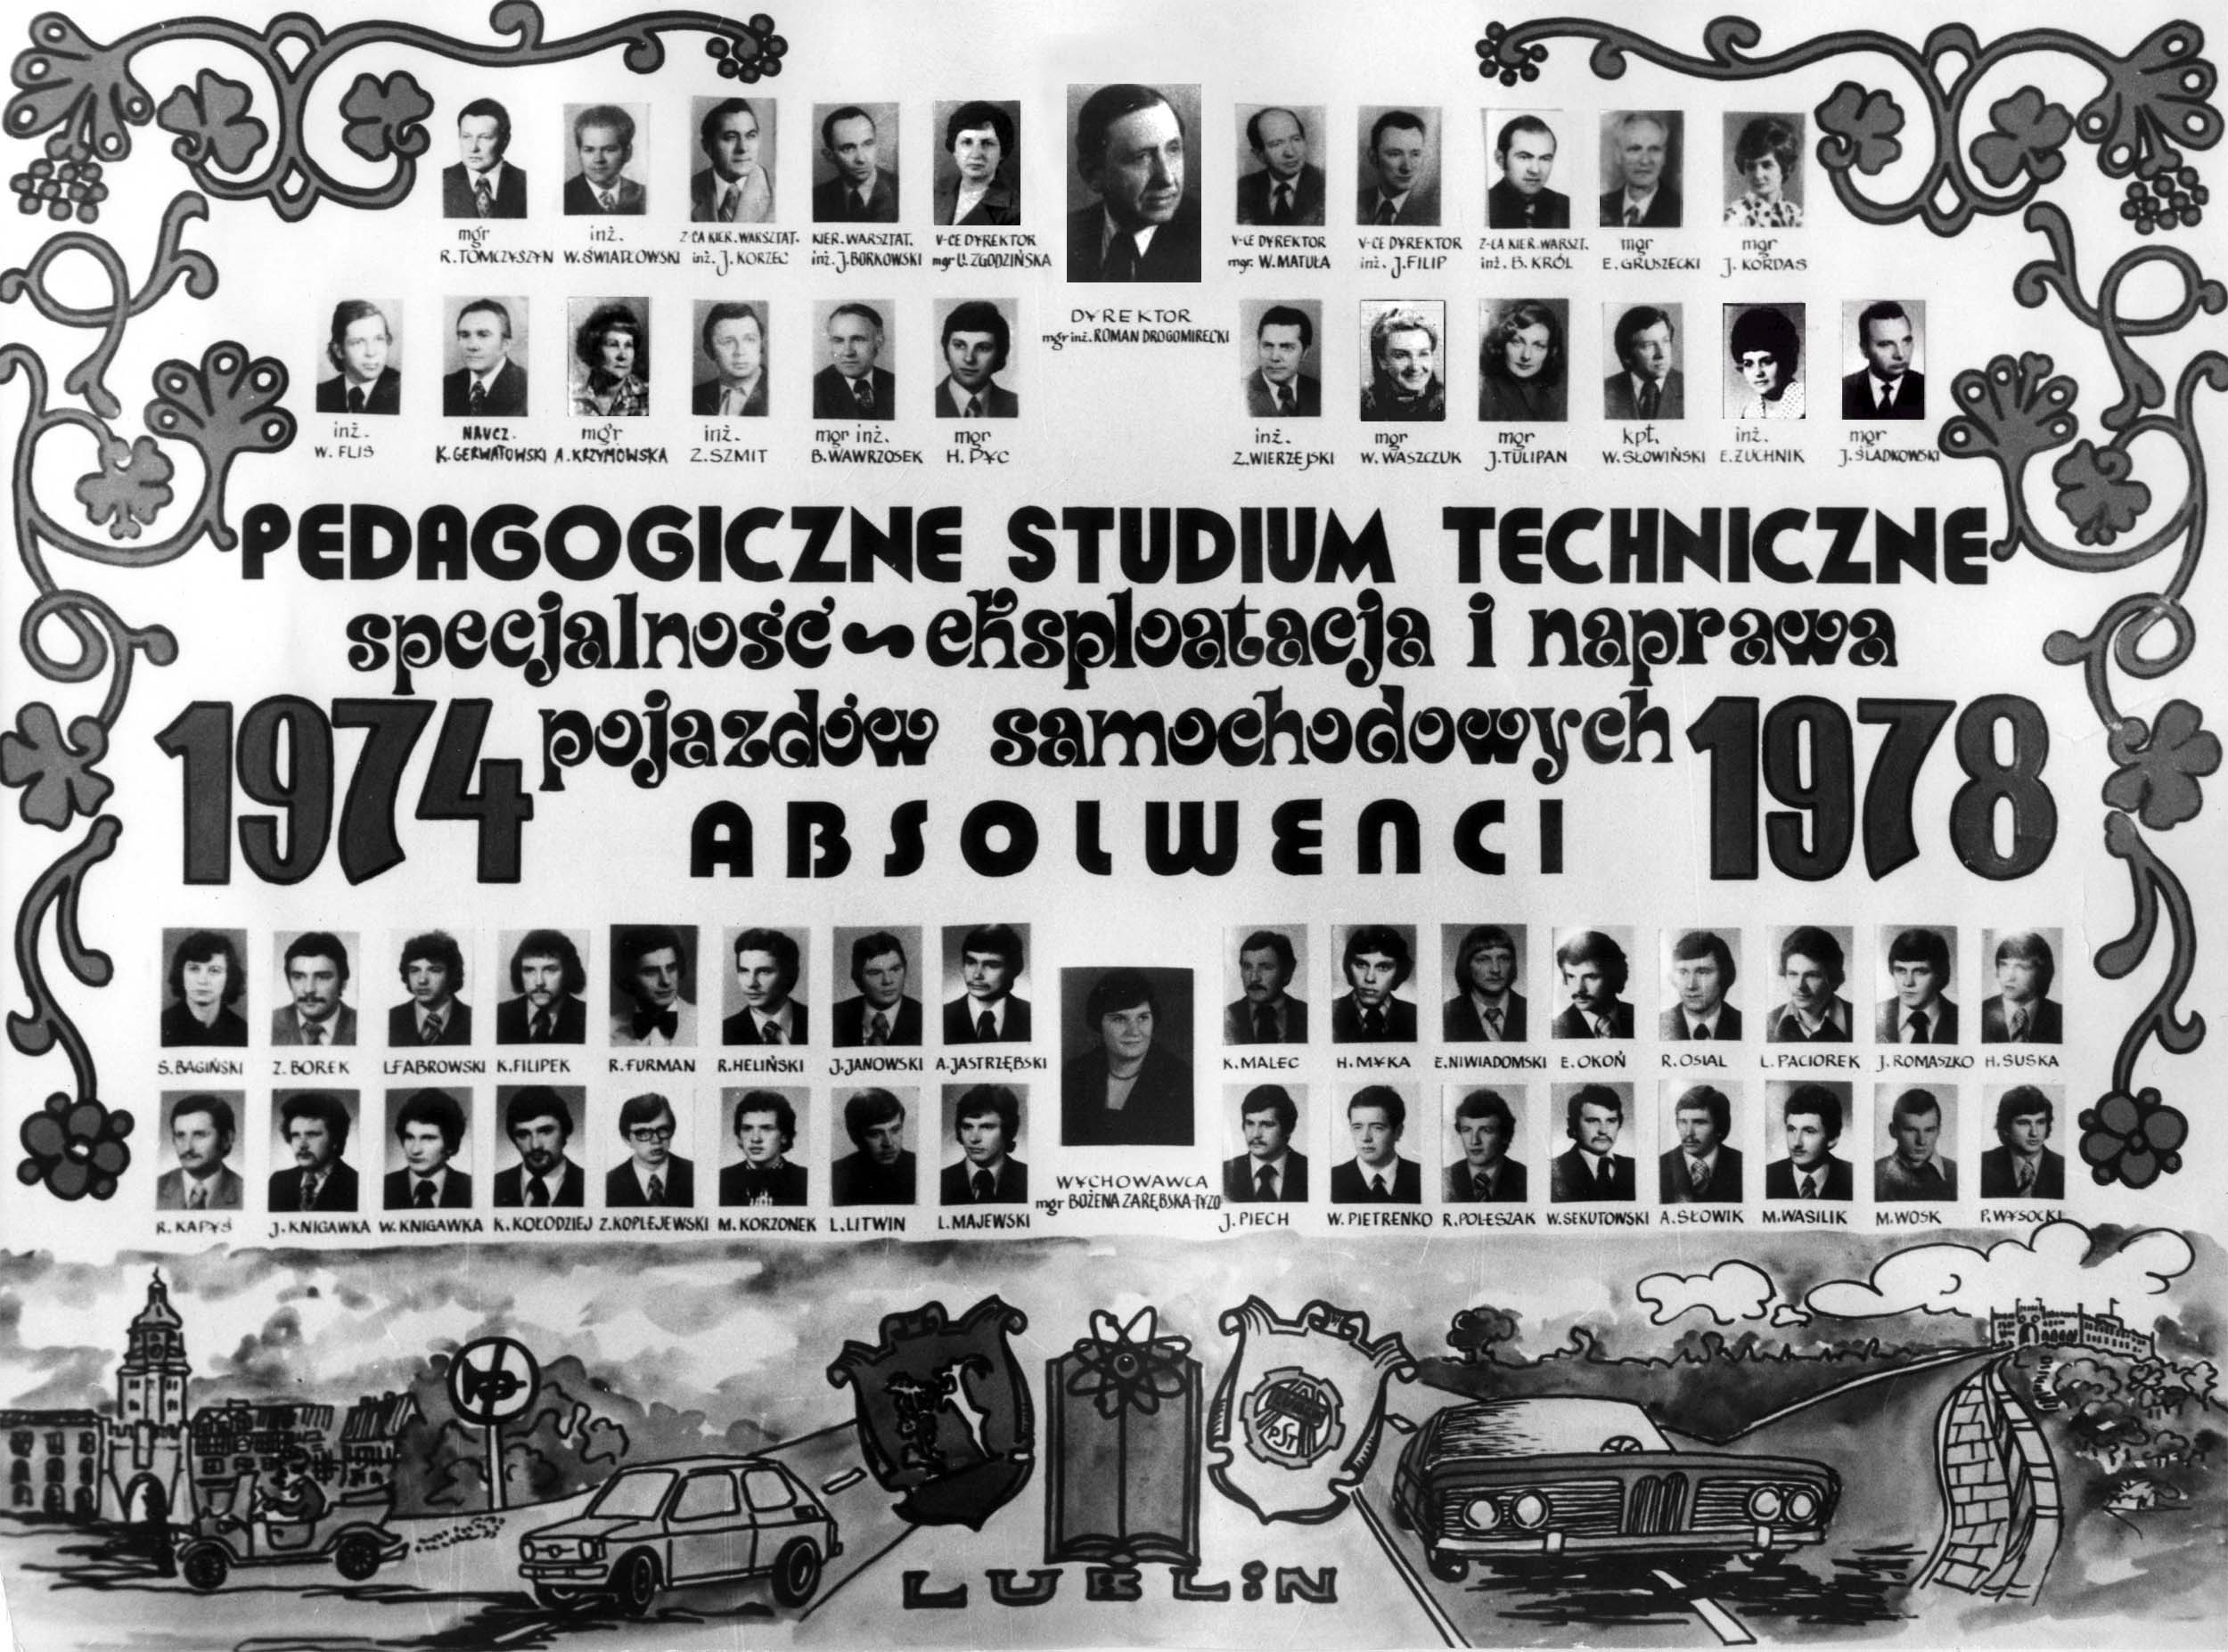 mgr
R. TOMCZYSZYN
inż.
W. ŚWIATŁOWSKI
Z-CA KIER. WARSZTAT.
inż. J. KORZEC
KIER. WARSZTAT.
inż. J. BORKOWSKI
V-CE DYREKTOR
mgr U. ZGODZIŃSKA
DYREKTOR
mgr inż. ROMAN DROGOMIRECKI
V-CE DYREKTOR
mgr. W. MATUŁA
V-CE DYREKTOR
inż. J. FILIP
Z-CA KIER. WARSZT.
inż. B. KRÓL
mgr
E. GRUSZECKI
mgr
J. KORDAS
inż.
W. FLIS
NAUCZ.
K. GERWATOWSKI
mgr
A. KRZYMOWSKA
inż.
Z. SZMIT
mgr inż.
B. WAWRZOSEK
mgr
H. PYC
inż.
Z. WIERZEJSKI
mgr
W. WASZCZUK
mgr
J. TULIPAN
kpt.
W. SŁOWIŃSKI
inż.
E. ZUCHNIK
mgr
J. SLADKOWSKI
PEDAGOGICZNE STUDIUM TECHNICZNE
specjalność ~ eksploatacja i naprawa
1974 pojazdów samochodowych 1978
ABSOLWENCI
S. BAGIŃSKI Z. BOREK L. FABROWSKI K. FILIPEK R. FURMAN R. HELIŃSKI J. JANOWSKI A. JASTRZĘBSKI
K. MALEC H. MYKA E. NIWIADOMSKI E. OKOŃ R. OSIAL L. PACIOREK J. ROMASZKO H. SUSKA
WYCHOWAWCA
mgr BOŻENA ZARĘBSKA-TYZO
R. KAPYŚ J. KNIGAWKA W. KNIGAWKA K. KOŁODZIEJ Z. KOPLEJEWSKI M. KORZONEK L. LITWIN L. MAJEWSKI
J. PIECH W. PIETRENKO R. POLESZAK W. SEKUTOWSKI A. SŁOWIK M. WASILIK M. WOSK P. WYSOCKI
PST
LUBLIN